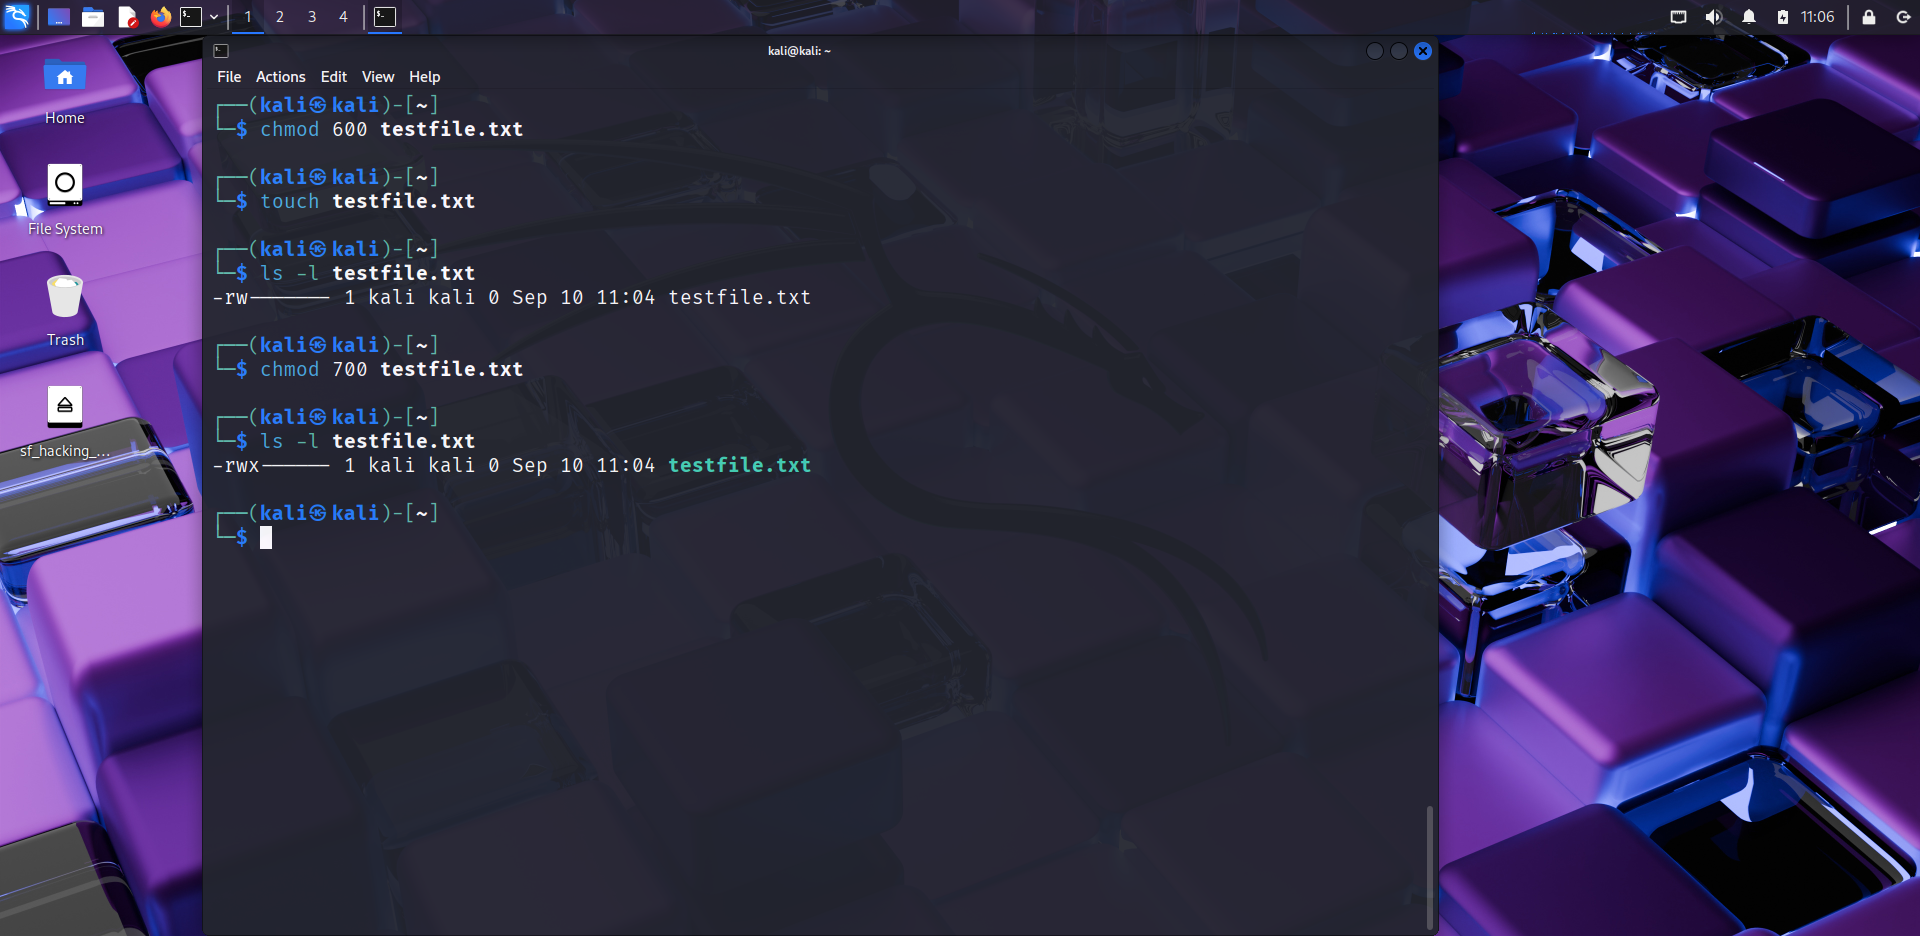 1 2 3 4
11:06
kali@kali: ~
File Actions Edit View Help
┌──(kali㉿kali)-[~]
└─$ chmod 600 testfile.txt
┌──(kali㉿kali)-[~]
└─$ touch testfile.txt
┌──(kali㉿kali)-[~]
└─$ ls -l testfile.txt
-rw------- 1 kali kali 0 Sep 10 11:04 testfile.txt
┌──(kali㉿kali)-[~]
└─$ chmod 700 testfile.txt
┌──(kali㉿kali)-[~]
└─$ ls -l testfile.txt
-rwx------ 1 kali kali 0 Sep 10 11:04 testfile.txt
┌──(kali㉿kali)-[~]
└─$
Home
File System
Trash
sf_hacking_...